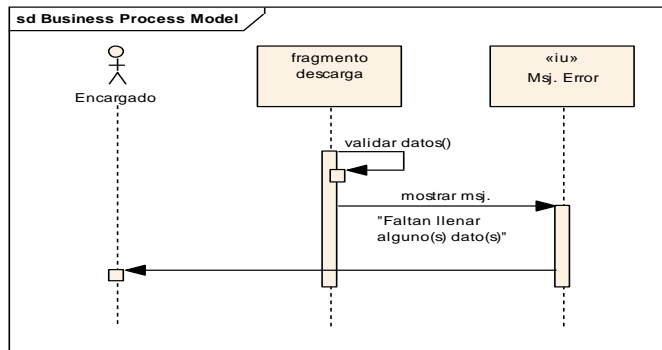 sd Business Process Model
Encargado
fragmento
descarga
«iu»
Msj. Error
validar datos()
mostrar msj.
"Faltan llenar
alguno(s) dato(s)"